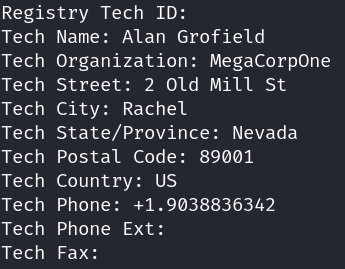 Registry Tech ID:
Tech Name: Alan Grofield
Tech Organization: MegaCorpOne
Tech Street: 2 Old Mill St
Tech City: Rachel
Tech State/Province: Nevada
Tech Postal Code: 89001
Tech Country: US
Tech Phone: +1.9038836342
Tech Phone Ext:
Tech Fax: